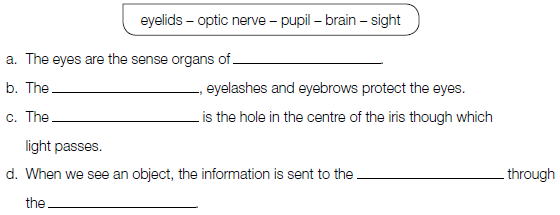 eyelids – optic nerve – pupil – brain – sight
a. The eyes are the sense organs of
b. The , eyelashes and eyebrows protect the eyes.
c. The is the hole in the centre of the iris though which
light passes.
d. When we see an object, the information is sent to the through
the .